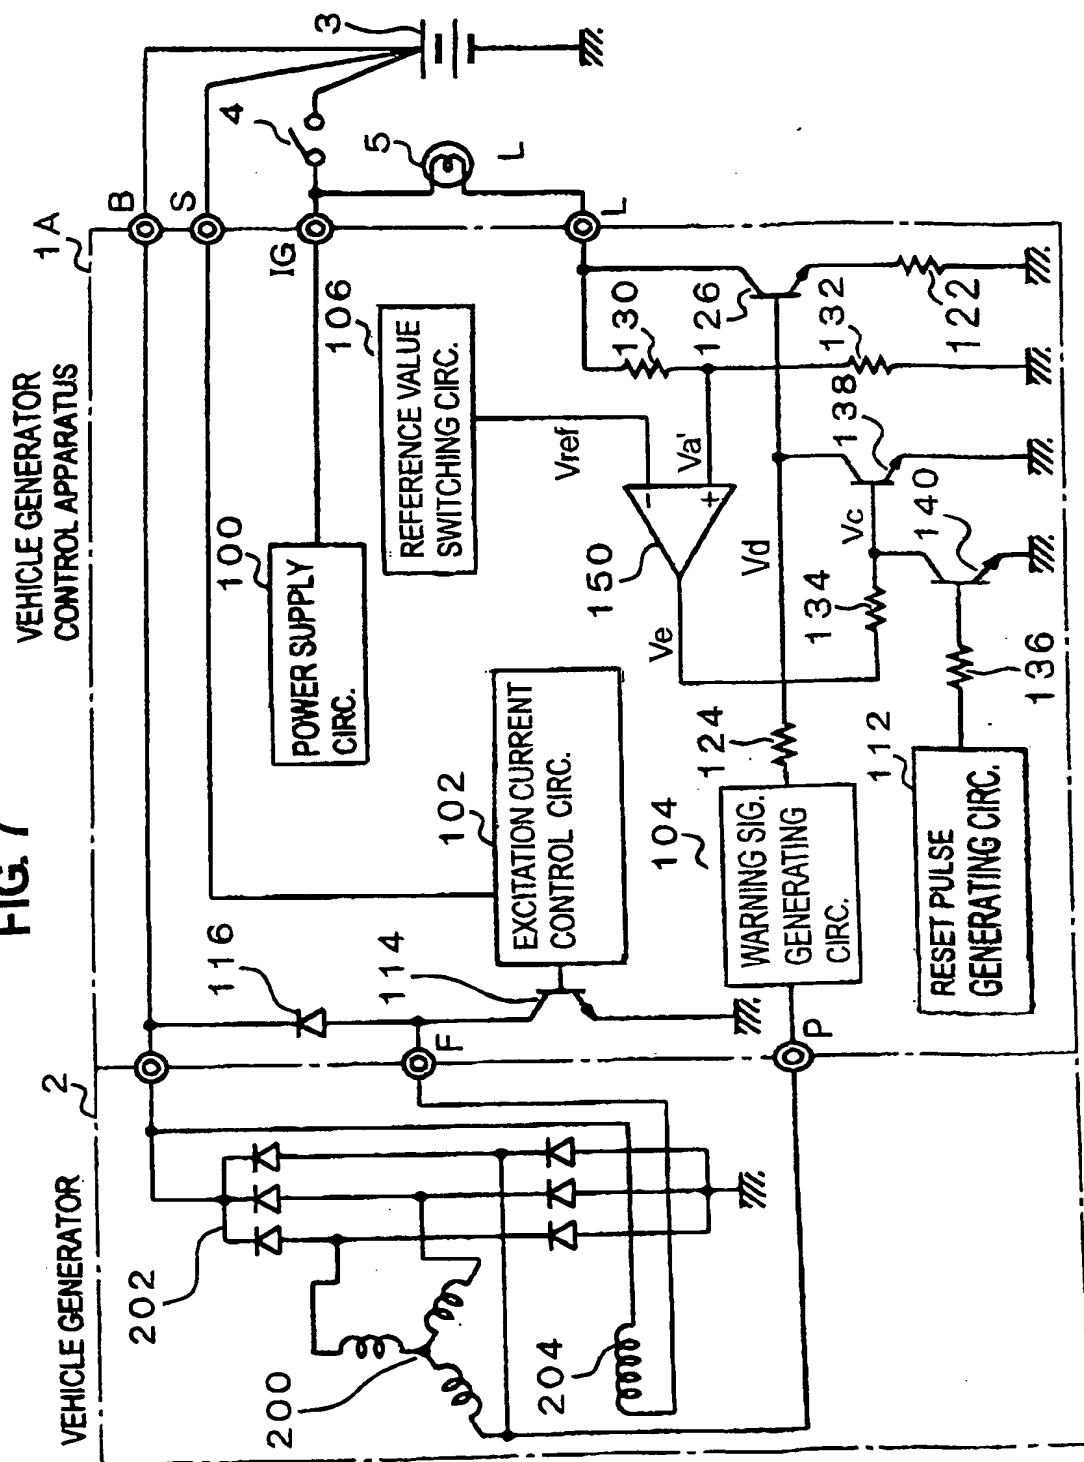 FIG. 7
VEHICLE GENERATOR
2
VEHICLE GENERATOR
CONTROL APPARATUS
1A
B
S
IG
L
F
P
3
4
5
L
100
POWER SUPPLY
CIRC.
106
REFERENCE VALUE
SWITCHING CIRC.
102
EXCITATION CURRENT
CONTROL CIRC.
104
WARNING SIG.
GENERATING
CIRC.
112
RESET PULSE
GENERATING CIRC.
114
116
122
124
126
130
132
134
136
138
140
150
Vref
Va'
Vd
Vc
Ve
200
202
204